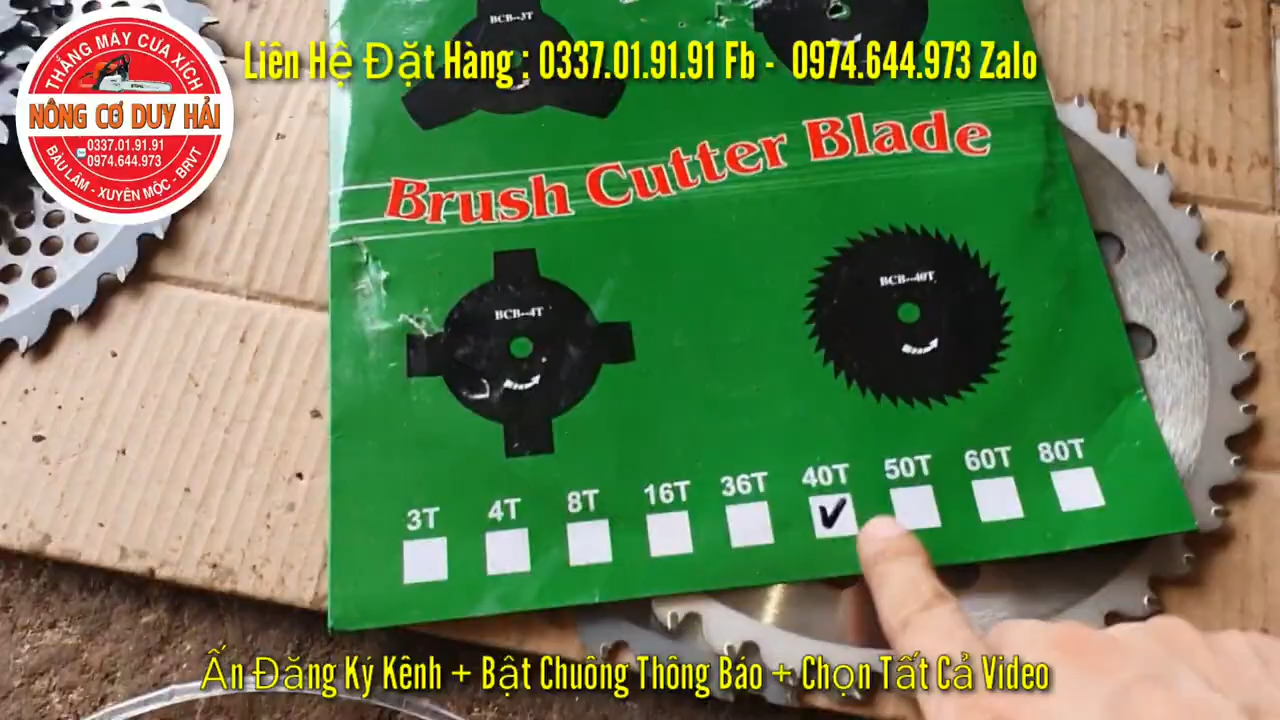 BCB--3T
Liên Hệ Đặt Hàng : 0337.01.91.91 Fb -  0974.644.973 Zalo
THẮNG MÁY CƯA XÍCH
NÔNG CƠ DUY HẢI
0337.01.91.91
0974.644.973
BÀU LÂM - XUYÊN MỘC - BRVT
Brush Cutter Blade
BCB--4T
BCB--40T
3T 4T 8T 16T 36T 40T 50T 60T 80T
Ấn Đăng Ký Kênh + Bật Chuông Thông Báo + Chọn Tất Cả Video